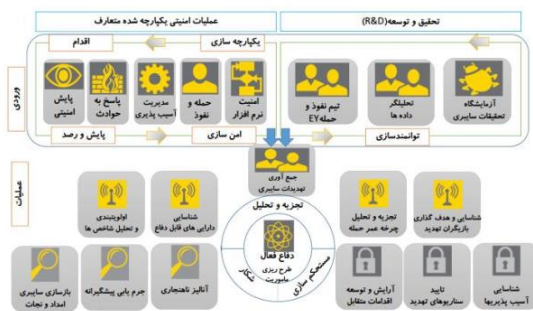 تحقیق و توسعه(R&D)
عملیات امنیتی یکپارچه شده متعارف
یکپارچه سازی
اقدام
ورودی
آزمایشگاه
تحقیقات سایبری
تحلیلگر
داده ها
تیم نفوذ و
حملهEY
امنیت
نرم افزار
حمله و
نفوذ
مدیریت
آسیب پذیری
پاسخ به
حوادث
پایش
امنیتی
توانمندسازی
امن سازی
پایش و رصد
جمع آوری
تهدیدات سایبری
عملیات
تجزیه و تحلیل
دفاع فعال
طرح ریزی
ماموریت
مستحکم سازی
شکار
شناسایی و هدف گذاری
بازیگران تهدید
تجزیه و تحلیل
چرخه عمر حمله
شناسایی
دارایی های قابل دفاع
اولویتبندی
و تحلیل شاخص ها
شناسایی
آسیب پذیریها
تایید
سناریوهای تهدید
آرایش و توسعه
اقدامات متقابل
آنالیز ناهنجاری
جرم یابی پیشگیرانه
بازسازی سایبری
امداد و نجات